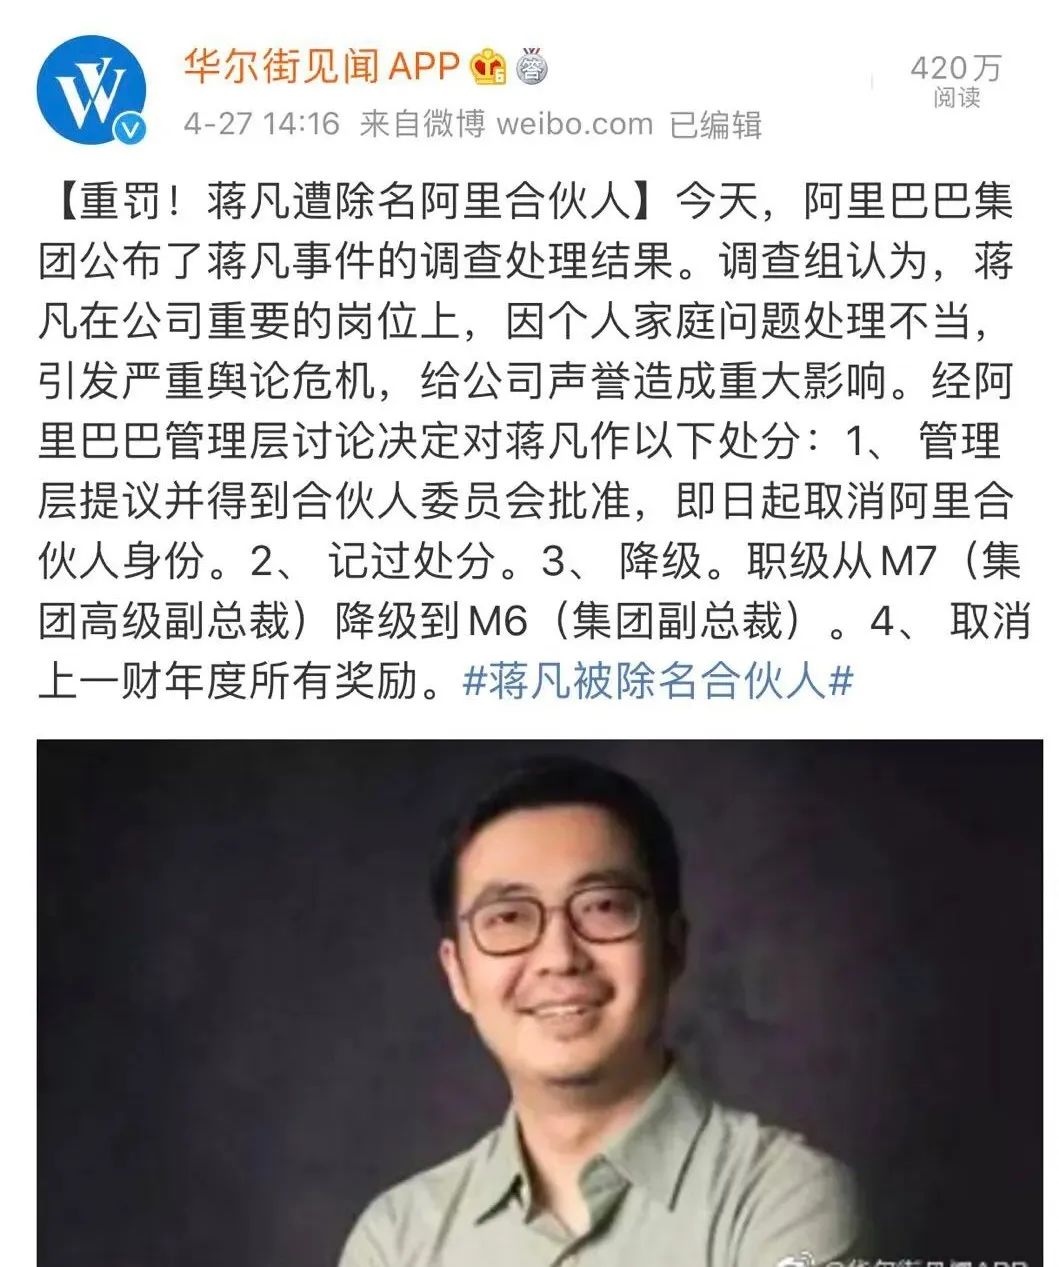 华尔街见闻APP
420万
阅读
4-27 14:16 来自微博 weibo.com 已编辑
【重罚！蒋凡遭除名阿里合伙人】今天，阿里巴巴集
团公布了蒋凡事件的调查处理结果。调查组认为，蒋
凡在公司重要的岗位上，因个人家庭问题处理不当，
引发严重舆论危机，给公司声誉造成重大影响。经阿
里巴巴管理层讨论决定对蒋凡作以下处分：1、 管理
层提议并得到合伙人委员会批准，即日起取消阿里合
伙人身份。2、 记过处分。3、 降级。职级从M7（集
团高级副总裁）降级到M6（集团副总裁）。4、 取消
上一财年度所有奖励。#蒋凡被除名合伙人#
@华尔街见闻APP